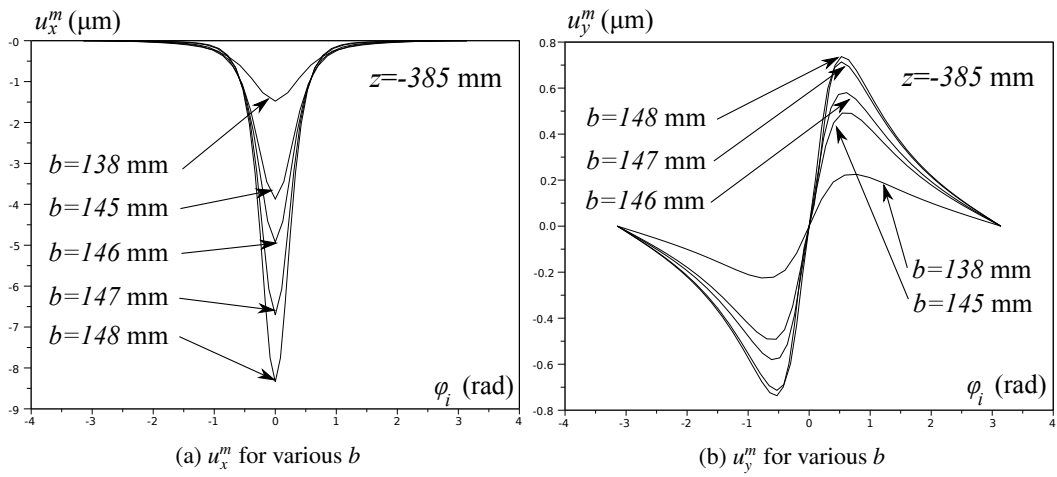 u_x^m (μm)
-0
-1
-2
-3
-4
-5
-6
-7
-8
-9
-4 -3 -2 -1 0 1 2 3 4
z=-385 mm
b=138 mm
b=145 mm
b=146 mm
b=147 mm
b=148 mm
φ_i (rad)
(a) u_x^m for various b
u_y^m (μm)
0.8
0.6
0.4
0.2
0.0
-0.2
-0.4
-0.6
-0.8
-4 -3 -2 -1 0 1 2 3 4
z=-385 mm
b=148 mm
b=147 mm
b=146 mm
b=138 mm
b=145 mm
φ_i (rad)
(b) u_y^m for various b